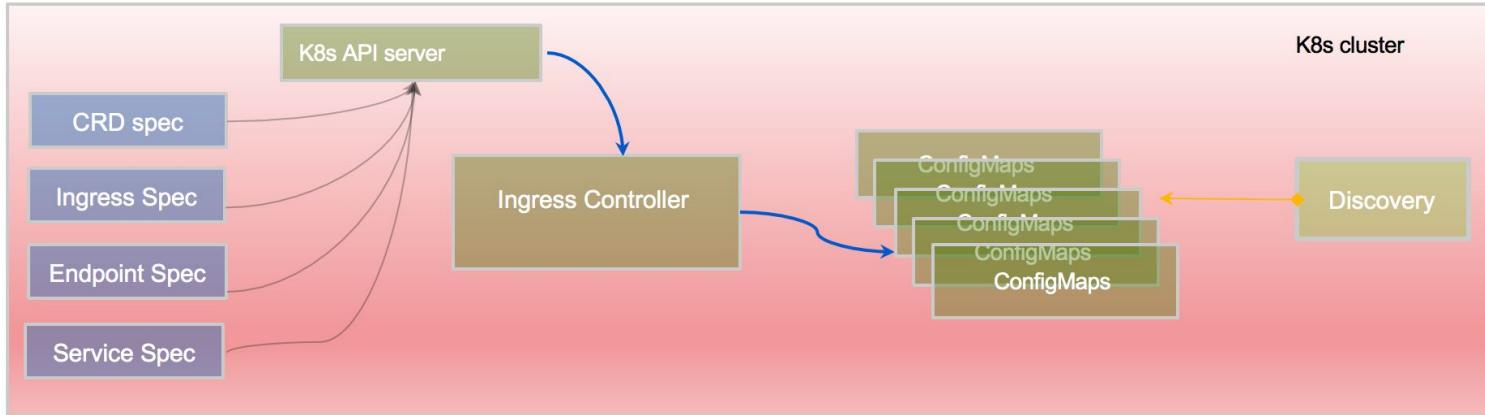 K8s API server
K8s cluster
CRD spec
Ingress Spec
Endpoint Spec
Service Spec
Ingress Controller
ConfigMaps
ConfigMaps
ConfigMaps
ConfigMaps
ConfigMaps
Discovery